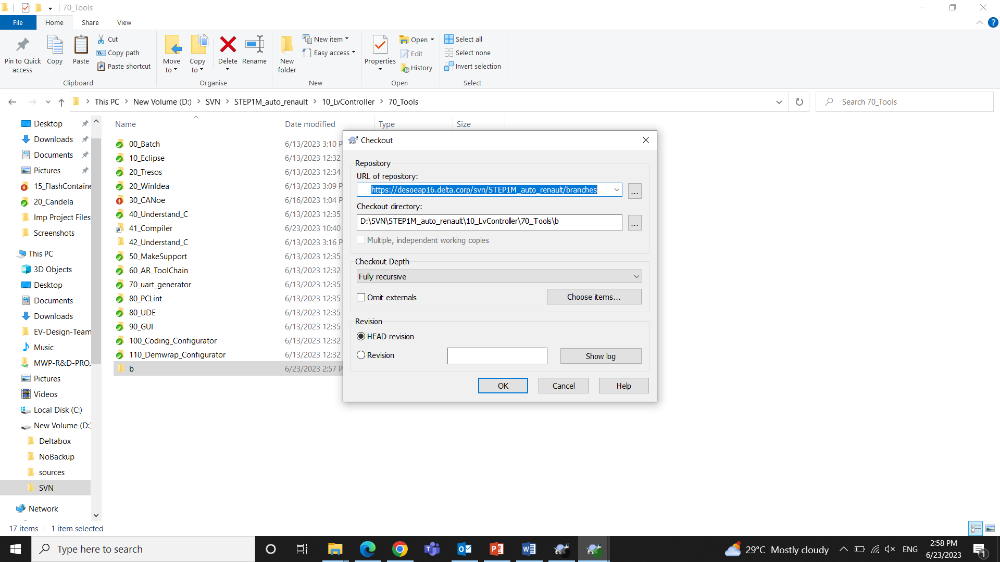 70_Tools
File
Home
Share
View
Pin to Quick access
Copy
Paste
Cut
Copy path
Paste shortcut
Clipboard
Move to
Copy to
Delete
Rename
Organise
New folder
New item
Easy access
New
Properties
Open
Edit
History
Open
Select all
Select none
Invert selection
Select
This PC > New Volume (D:) > SVN > STEP1M_auto_renault > 10_LvController > 70_Tools
Search 70_Tools
Desktop
Downloads
Documents
Pictures
15_FlashContaine
20_Candela
Imp Project Files
Screenshots
This PC
3D Objects
Desktop
Documents
Downloads
EV-Design-Team
Music
MWP-R&D-PRO.
Pictures
Videos
Local Disk (C:)
New Volume (D:)
Deltabox
NoBackup
sources
SVN
Network
Name Date modified Type Size
00_Batch 6/13/2023 3:10 P
10_Eclipse 6/13/2023 12:32
20_Tresos 6/13/2023 12:34
20_WinIdea 6/13/2023 3:09 P
30_CANoe 6/16/2023 1:04 P
40_Understand_C 6/13/2023 12:35
41_Compiler 6/23/2023 10:40
42_Understand_C 6/13/2023 3:16 P
50_MakeSupport 6/13/2023 12:35
60_AR_ToolChain 6/13/2023 12:32
70_uart_generator 6/13/2023 12:35
80_PCLint 6/13/2023 12:35
80_UDE 6/13/2023 12:35
90_GUI 6/13/2023 12:35
100_Coding_Configurator 6/13/2023 12:32
110_Demwrap_Configurator 6/13/2023 12:32
b 6/23/2023 2:57 P
Checkout
Repository
URL of repository:
https://desoeap16.delta.corp/svn/STEP1M_auto_renault/branches
...
Checkout directory:
D:\SVN\STEP1M_auto_renault\10_LvController\70_Tools\b
...
Multiple, independent working copies
Checkout Depth
Fully recursive
Omit externals
Choose items...
Revision
HEAD revision
Revision
Show log
OK
Cancel
Help
17 items 1 item selected
Type here to search
29°C Mostly cloudy
ENG
2:58 PM
6/23/2023
1